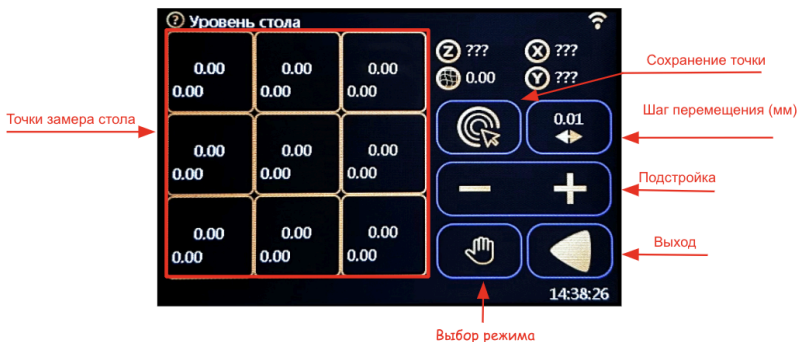 ? Уровень стола
Z ???
X ???
0.00
Y ???
Сохранение точки
0.00 0.00 0.00
0.00 0.00 0.00
Точки замера стола
0.01
Шаг перемещения (мм)
0.00 0.00 0.00
0.00 0.00 0.00
− +
Подстройка
0.00 0.00 0.00
0.00 0.00 0.00
Выход
14:38:26
Выбор режима